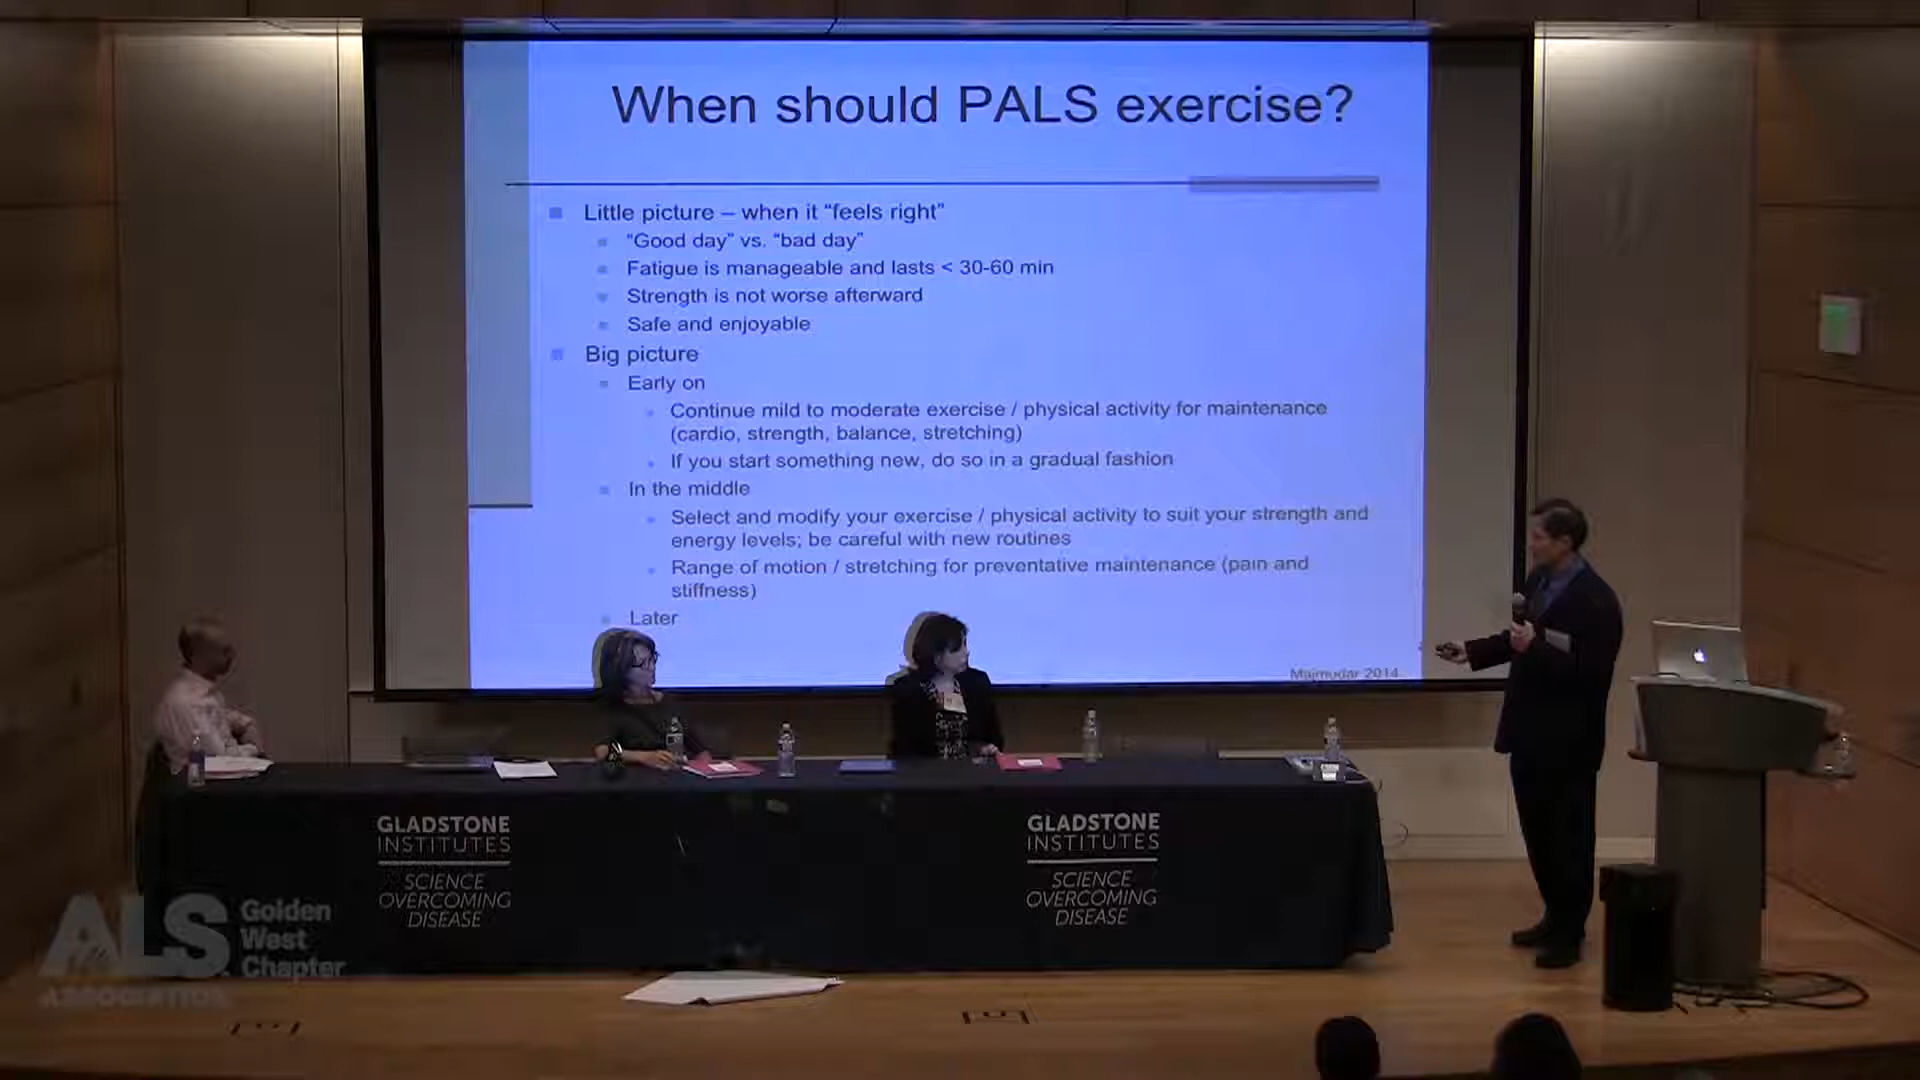 When should PALS exercise?
Little picture – when it “feels right”
“Good day” vs. “bad day”
Fatigue is manageable and lasts < 30-60 min
Strength is not worse afterward
Safe and enjoyable
Big picture
Early on
Continue mild to moderate exercise / physical activity for maintenance
(cardio, strength, balance, stretching)
If you start something new, do so in a gradual fashion
In the middle
Select and modify your exercise / physical activity to suit your strength and
energy levels; be careful with new routines
Range of motion / stretching for preventative maintenance (pain and
stiffness)
Later
Majmudar 2014
GLADSTONE
INSTITUTES
SCIENCE
OVERCOMING
DISEASE
GLADSTONE
INSTITUTES
SCIENCE
OVERCOMING
DISEASE
ALS
ASSOCIATION
Golden
West
Chapter